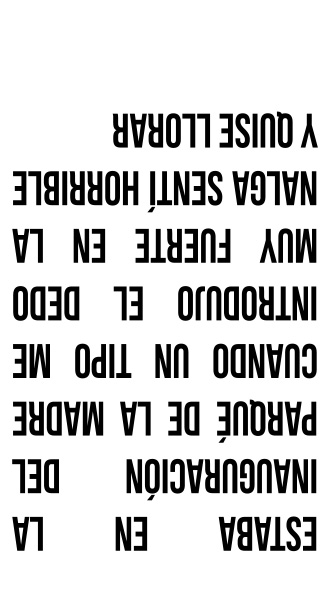 ESTABA EN LA
INAUGURACIÓN DEL
PARQUÉ DE LA MADRE
CUANDO UN TIPO ME
INTRODUJO EL DEDO
MUY FUERTE EN LA
NALGA SENTÍ HORRIBLE
Y QUISE LLORAR